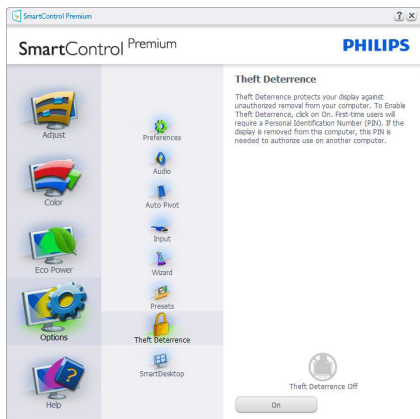 SmartControl Premium
? ×
SmartControl Premium
PHILIPS
Adjust
Color
Eco Power
Options
Help
Preferences
Audio
Auto Pivot
Input
Wizard
Presets
Theft Deterrence
SmartDesktop
Theft Deterrence
Theft Deterrence protects your display against
unauthorized removal from your computer. To Enable
Theft Deterrence, click on On. First-time users will
require a Personal Identification Number (PIN). If the
display is removed from this computer, this PIN is
needed to authorize use on another computer.
Theft Deterrence Off
On